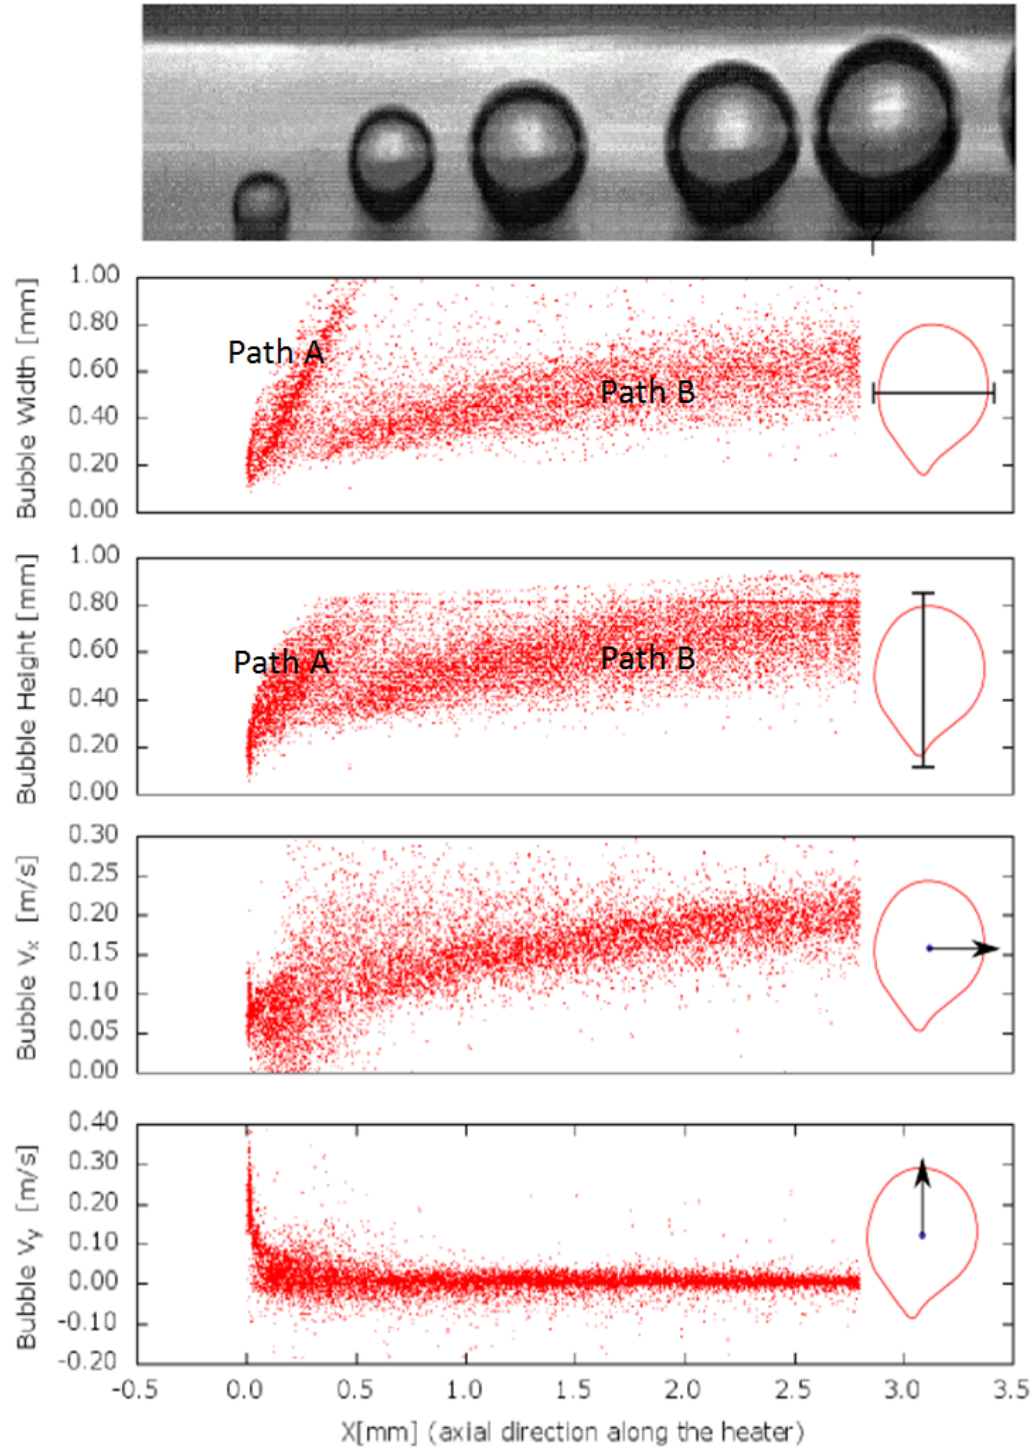 1.00
0.80
0.60
0.40
0.20
0.00
Bubble Width [mm]
Path A
Path B
1.00
0.80
0.60
0.40
0.20
0.00
Bubble Height [mm]
Path A
Path B
0.30
0.25
0.20
0.15
0.10
0.05
0.00
Bubble Vx [m/s]
0.40
0.30
0.20
0.10
0.00
-0.10
-0.20
Bubble Vy [m/s]
-0.5 0.0 0.5 1.0 1.5 2.0 2.5 3.0 3.5
X[mm] (axial direction along the heater)